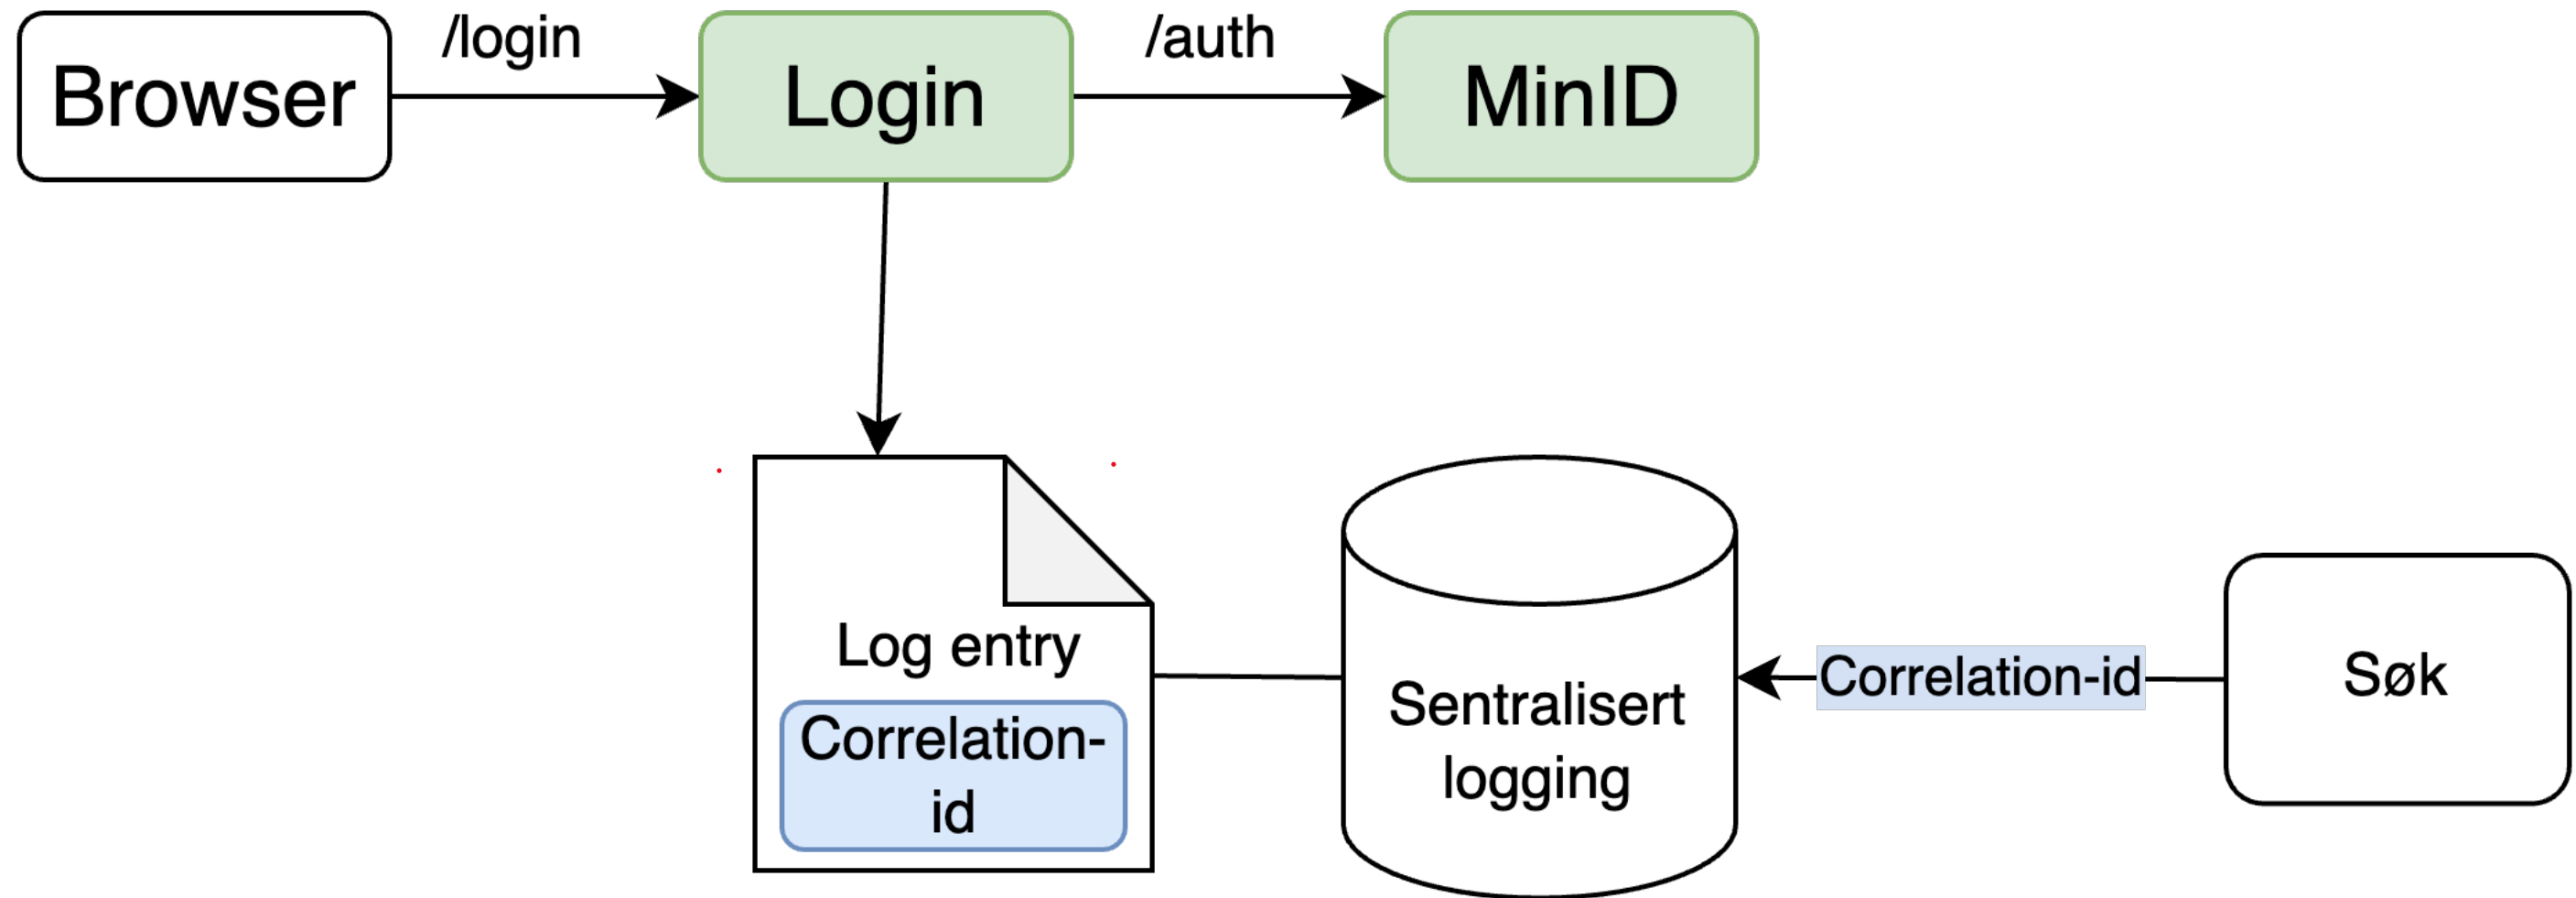 /login
/auth
Browser
Login
MinID
Log entry
Correlation-
id
Sentralisert
logging
Correlation-id
Søk